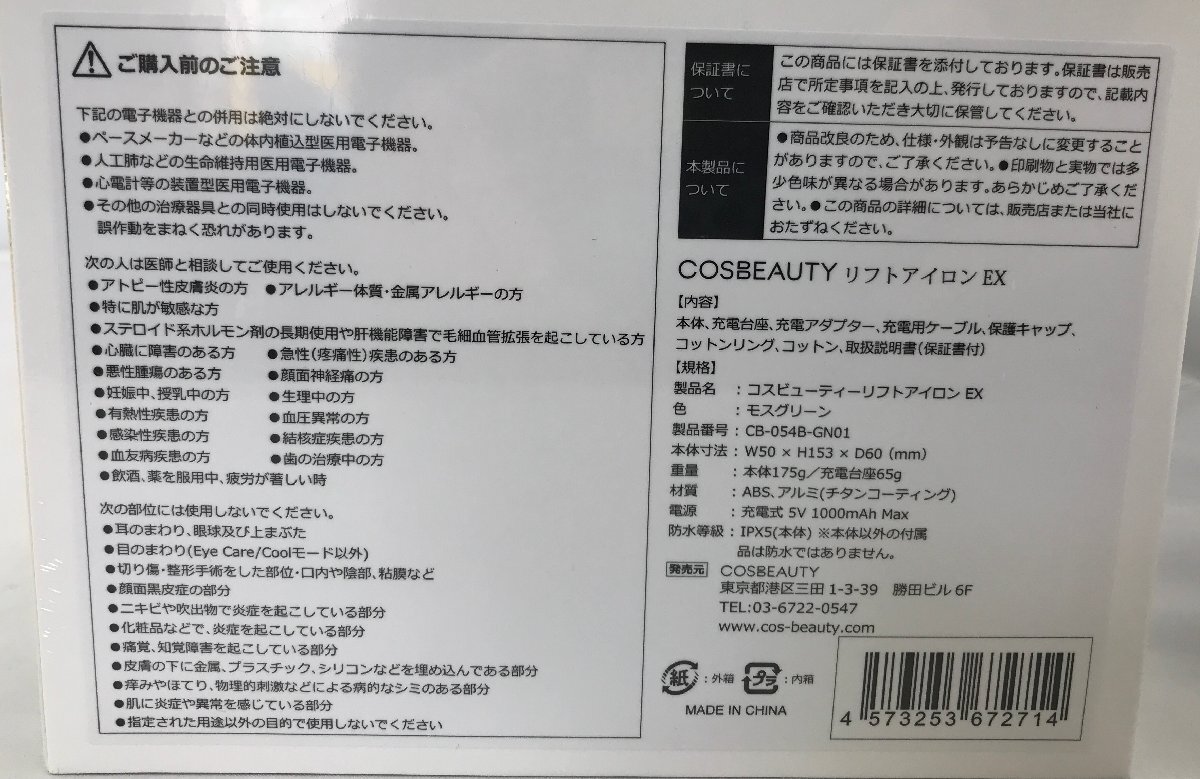 ご購入前のご注意
下記の電子機器との併用は絶対にしないでください。
●ペースメーカーなどの体内植込型医用電子機器。
●人工肺などの生命維持用医用電子機器。
●心電計等の装置型医用電子機器。
●その他の治療器具との同時使用はしないでください。
誤作動をまねく恐れがあります。
次の人は医師と相談してご使用ください。
●アトピー性皮膚炎の方 ●アレルギー体質・金属アレルギーの方
●特に肌が敏感な方
●ステロイド系ホルモン剤の長期使用や肝機能障害で毛細血管拡張を起こしている方
●心臓に障害のある方 ●急性(疼痛性)疾患のある方
●悪性腫瘍のある方 ●顔面神経痛の方
●妊娠中、授乳中の方 ●生理中の方
●有熱性疾患の方 ●血圧異常の方
●感染性疾患の方 ●結核症疾患の方
●血友病疾患の方 ●歯の治療中の方
●飲酒、薬を服用中、疲労が著しい時
次の部位には使用しないでください。
●耳のまわり、眼球及び上まぶた
●目のまわり(Eye Care/Coolモード以外)
●切り傷・整形手術をした部位・口内や陰部、粘膜など
●顔面黒皮症の部分
●ニキビや吹出物で炎症を起こしている部分
●化粧品などで、炎症を起こしている部分
●痛覚、知覚障害を起こしている部分
●皮膚の下に金属、プラスチック、シリコンなどを埋め込んである部分
●痒みやほてり、物理的刺激などによる病的なシミのある部分
●肌に炎症や異常を感じている部分
●指定された用途以外の目的で使用しないでください
保証書に
ついて
この商品には保証書を添付しております。保証書は販売
店で所定事項を記入の上、発行しておりますので、記載内
容をご確認いただき大切に保管してください。
本製品に
ついて
●商品改良のため、仕様・外観は予告なしに変更すること
がありますので、ご了承ください。●印刷物と実物では多
少色味が異なる場合があります。あらかじめご了承くだ
さい。●この商品の詳細については、販売店または当社に
おたずねください。
COSBEAUTY リフトアイロン EX
【内容】
本体、充電台座、充電アダプター、充電用ケーブル、保護キャップ、
コットンリング、コットン、取扱説明書(保証書付)
【規格】
製品名 : コスビューティーリフトアイロン EX
色 : モスグリーン
製品番号 : CB-054B-GN01
本体寸法 : W50 × H153 × D60 (mm)
重量 : 本体175g/充電台座65g
材質 : ABS、アルミ(チタンコーティング)
電源 : 充電式 5V 1000mAh Max
防水等級 : IPX5(本体) ※本体以外の付属
品は防水ではありません。
発売元 COSBEAUTY
東京都港区三田 1-3-39 勝田ビル 6F
TEL:03-6722-0547
www.cos-beauty.com
紙 : 外箱 プラ : 内箱
MADE IN CHINA
4 573253 672714